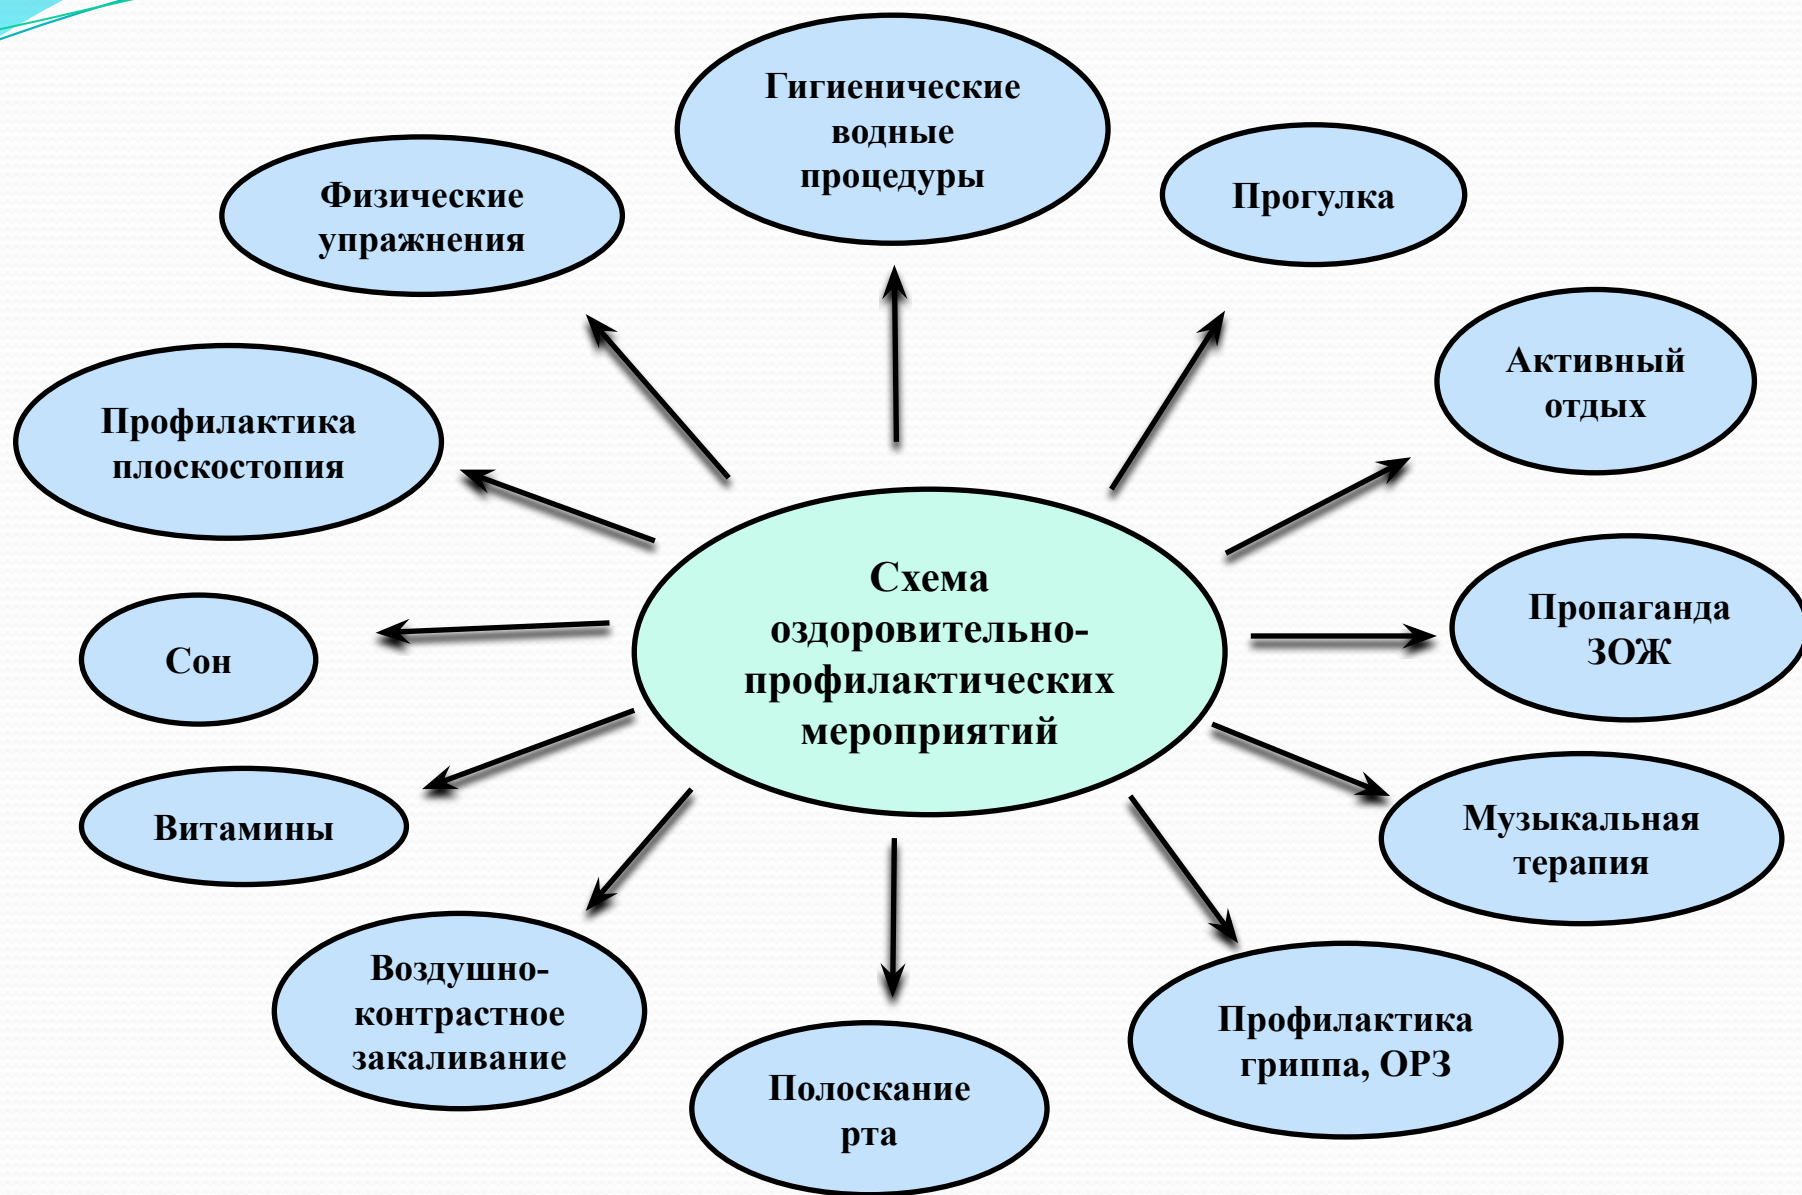 Гигиенические
водные
процедуры
Физические
упражнения
Прогулка
Активный
отдых
Профилактика
плоскостопия
Схема
оздоровительно-
профилактических
мероприятий
Пропаганда
ЗОЖ
Сон
Витамины
Музыкальная
терапия
Воздушно-
контрастное
закаливание
Профилактика
гриппа, ОРЗ
Полоскание
рта